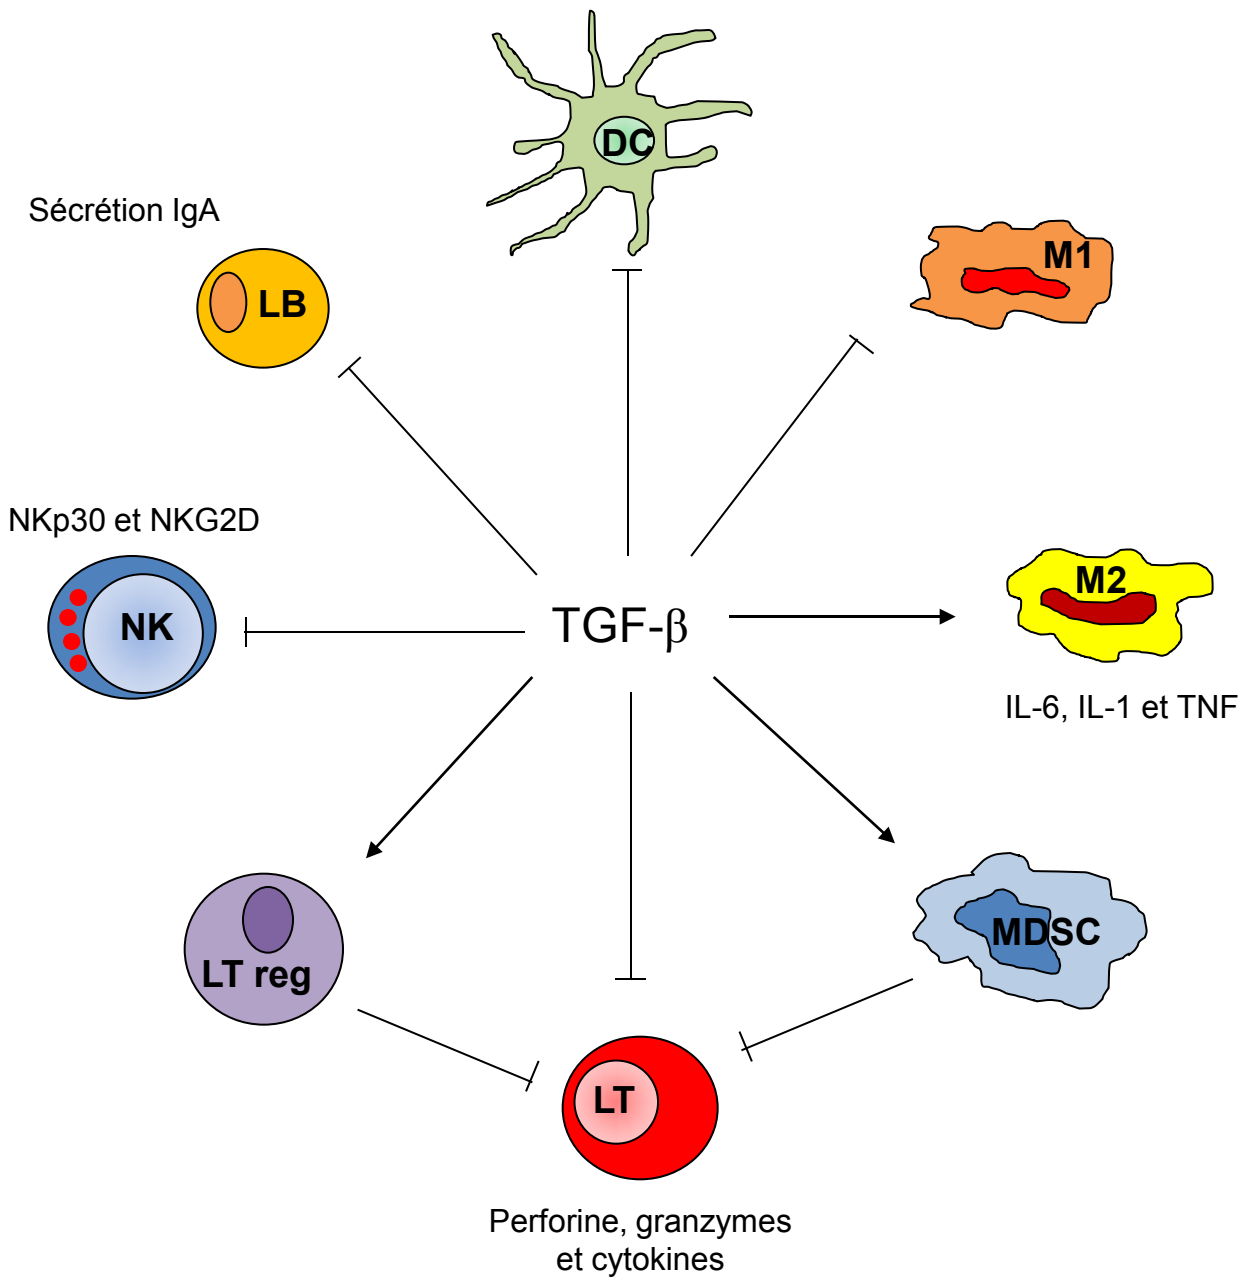 DC
Sécrétion IgA
M1
LB
NKp30 et NKG2D
M2
NK
TGF-β
IL-6, IL-1 et TNF
MDSC
LT reg
LT
Perforine, granzymes
et cytokines